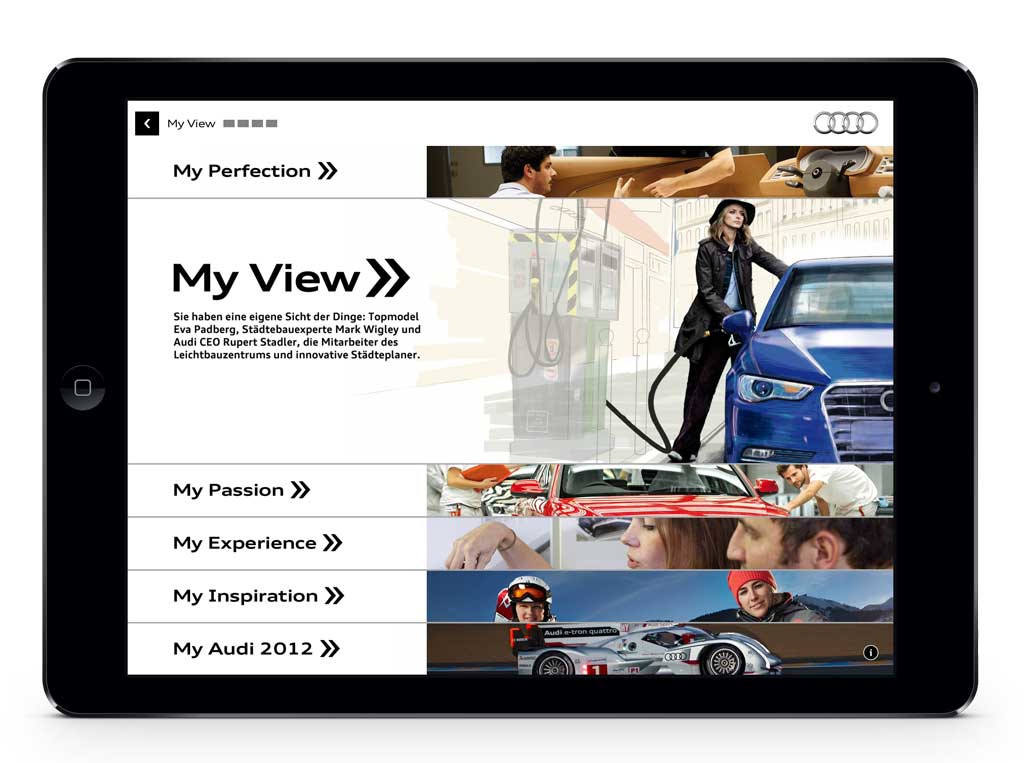 My View
My Perfection
My View
Sie haben eine eigene Sicht der Dinge: Topmodel
Eva Padberg, Städtebauexperte Mark Wigley und
Audi CEO Rupert Stadler, die Mitarbeiter des
Leichtbauzentrums und innovative Städteplaner.
My Passion
My Experience
My Inspiration
My Audi 2012
Audi e-tron quattro
1
P1
i